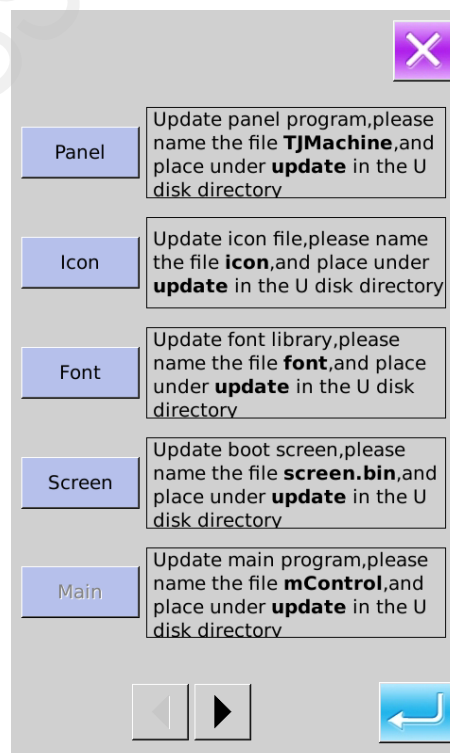 Panel
Update panel program,please
name the file TJMachine,and
place under update in the U
disk directory
Icon
Update icon file,please name
the file icon,and place under
update in the U disk directory
Font
Update font library,please
name the file font,and place
under update in the U disk
directory
Screen
Update boot screen,please
name the file screen.bin,and
place under update in the U
disk directory
Main
Update main program,please
name the file mControl,and
place under update in the U
disk directory